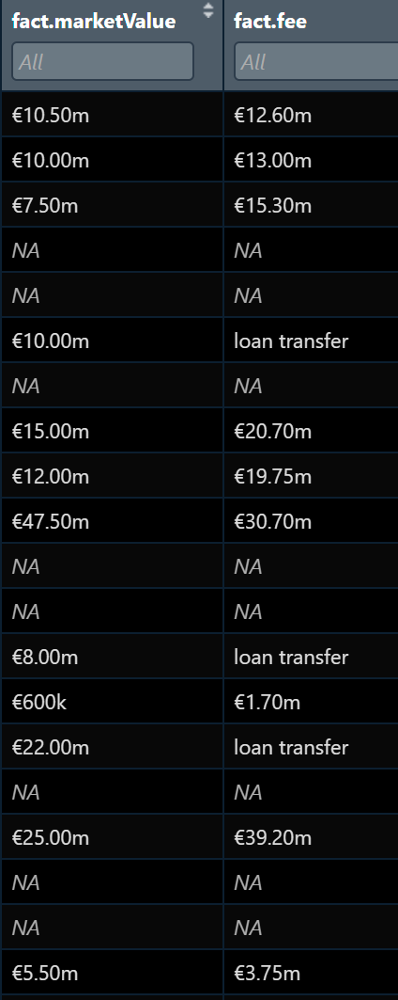 fact.marketValue fact.fee
All All
€10.50m €12.60m
€10.00m €13.00m
€7.50m €15.30m
NA NA
NA NA
€10.00m loan transfer
NA NA
€15.00m €20.70m
€12.00m €19.75m
€47.50m €30.70m
NA NA
NA NA
€8.00m loan transfer
€600k €1.70m
€22.00m loan transfer
NA NA
€25.00m €39.20m
NA NA
NA NA
€5.50m €3.75m